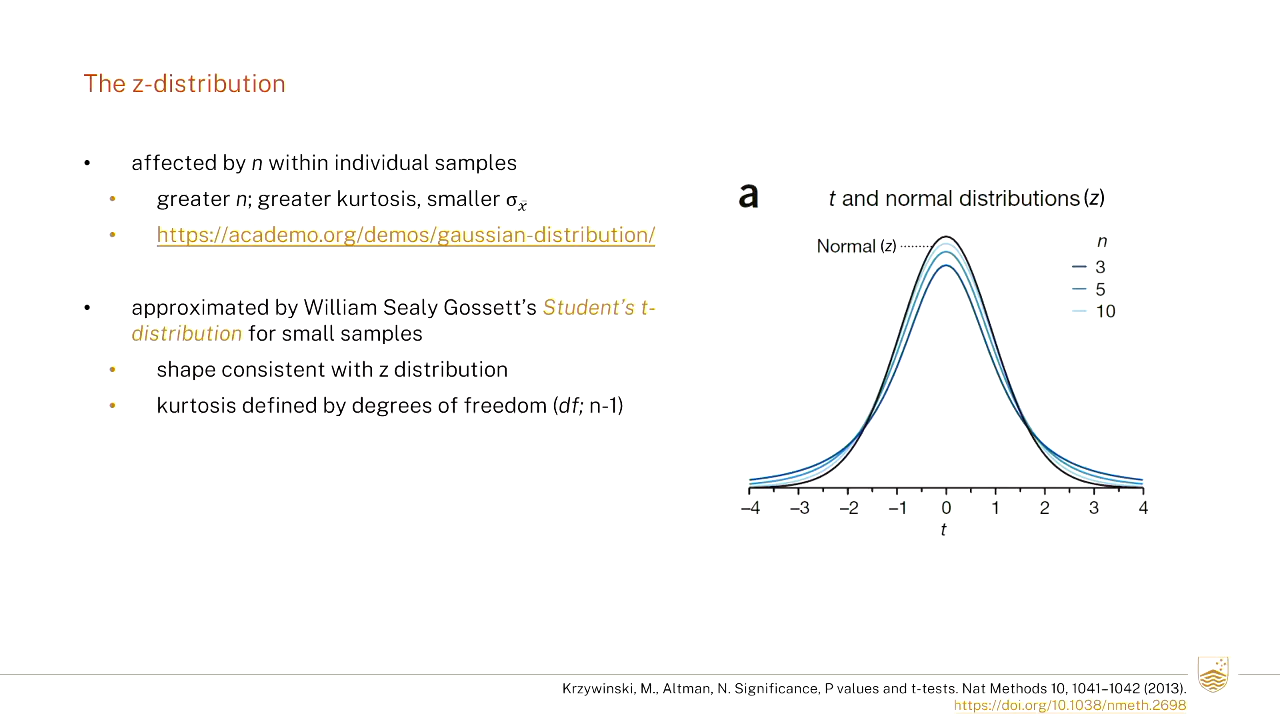 The z-distribution
• affected by n within individual samples
• greater n; greater kurtosis, smaller σx̄
• https://academo.org/demos/gaussian-distribution/
• approximated by William Sealy Gossett's Student's t-
distribution for small samples
• shape consistent with z distribution
• kurtosis defined by degrees of freedom (df; n-1)
a
t and normal distributions (z)
Normal (z)
n
3
5
10
–4 –3 –2 –1 0 1 2 3 4
t
Krzywinski, M., Altman, N. Significance, P values and t-tests. Nat Methods 10, 1041–1042 (2013).
https://doi.org/10.1038/nmeth.2698